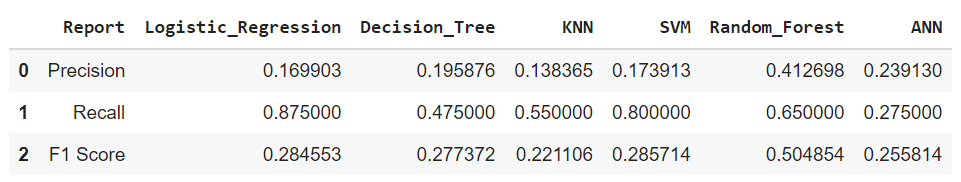 Report Logistic_Regression Decision_Tree KNN SVM Random_Forest ANN
0 Precision 0.169903 0.195876 0.138365 0.173913 0.412698 0.239130
1 Recall 0.875000 0.475000 0.550000 0.800000 0.650000 0.275000
2 F1 Score 0.284553 0.277372 0.221106 0.285714 0.504854 0.255814